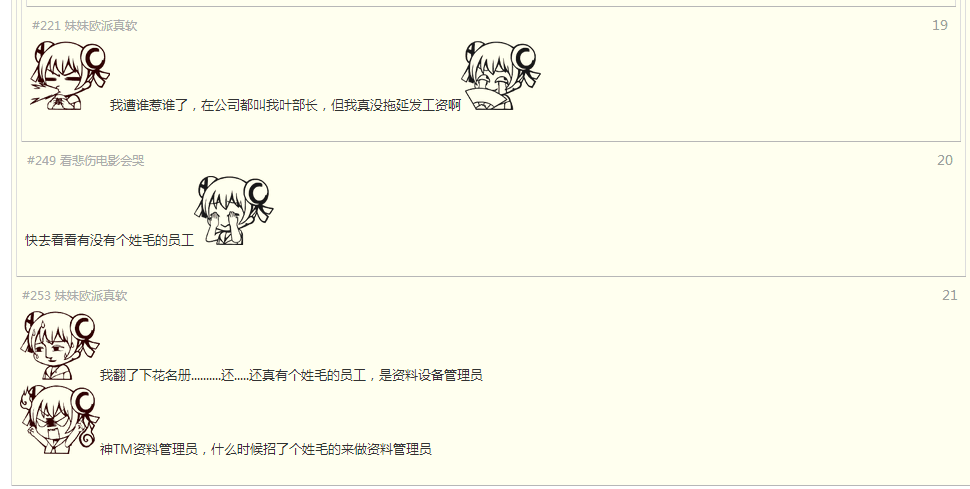 #221 妹妹欧派真软 19
我遭谁惹谁了，在公司都叫我叶部长，但我真没拖延发工资啊
#249 看悲伤电影会哭 20
快去看看有没有个姓毛的员工
#253 妹妹欧派真软 21
我翻了下花名册..........还.....还真有个姓毛的员工，是资料设备管理员
神TM资料管理员，什么时候招了个姓毛的来做资料管理员